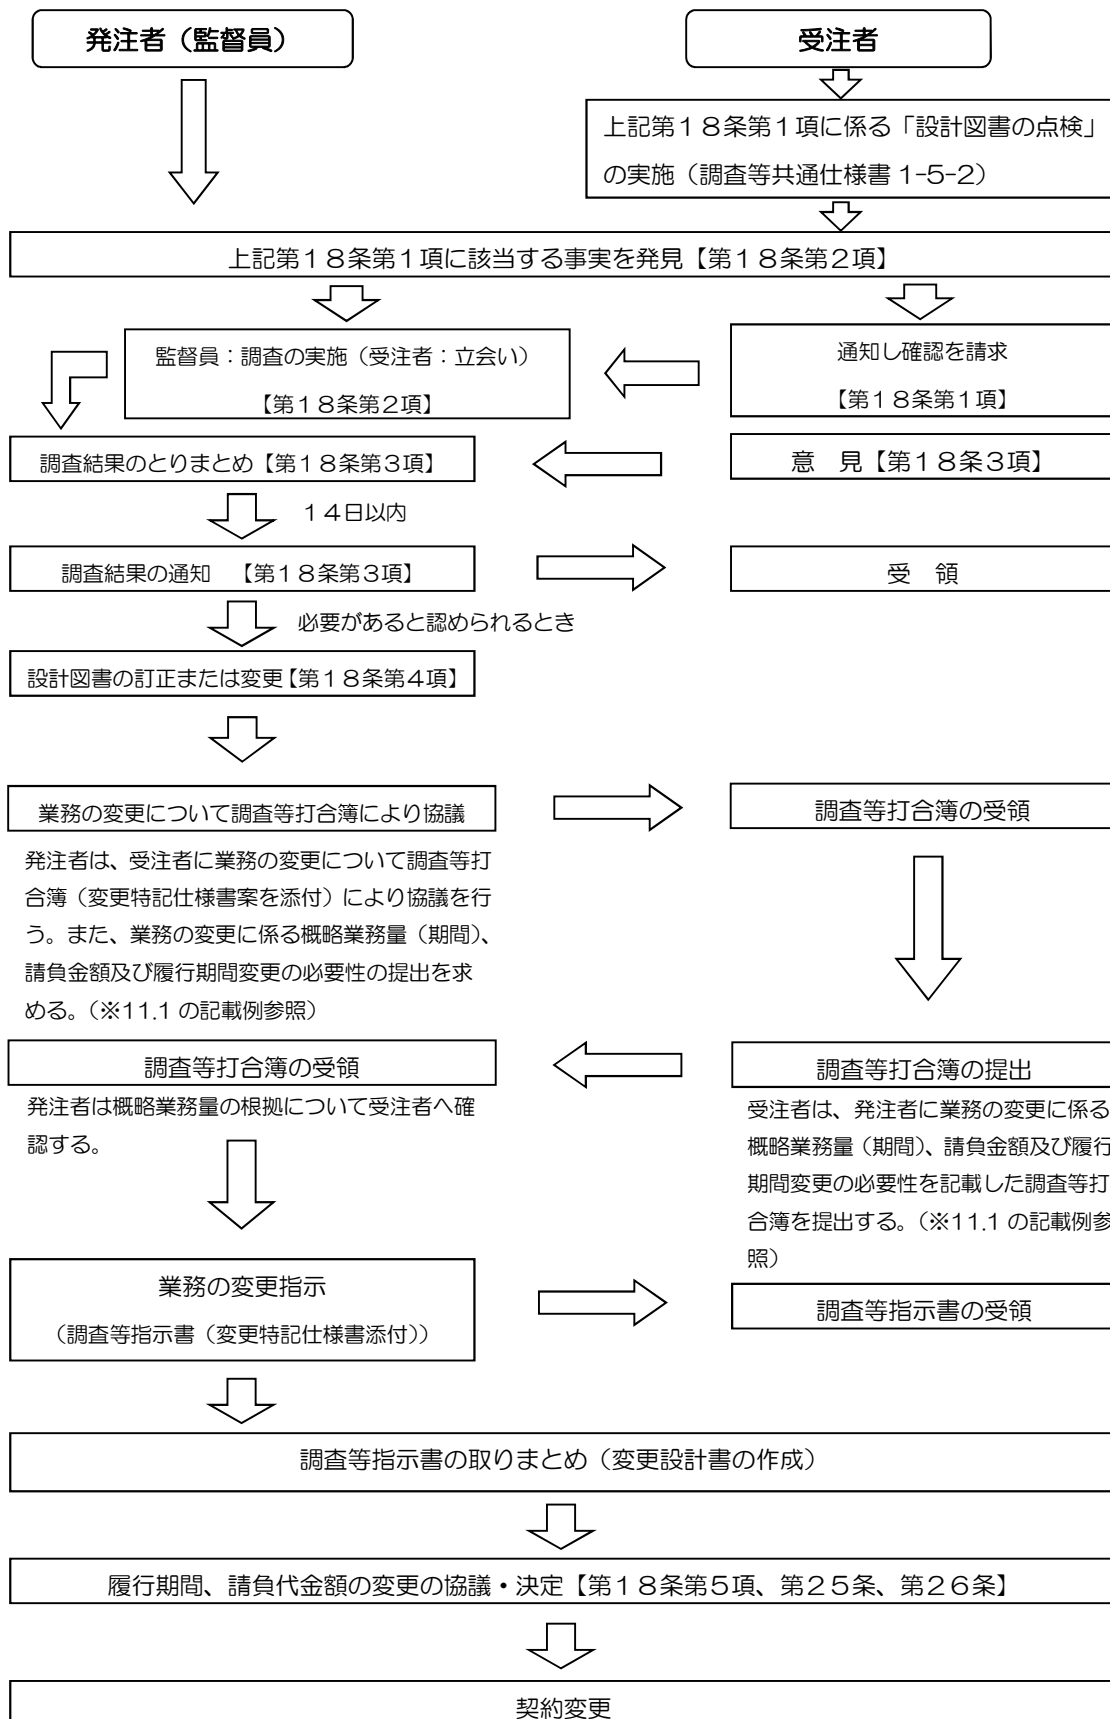 発注者（監督員）
受注者
上記第１８条第１項に係る「設計図書の点検」
の実施（調査等共通仕様書 1-5-2）
上記第１８条第１項に該当する事実を発見【第１８条第２項】
監督員：調査の実施（受注者：立会い）
【第１８条第２項】
通知し確認を請求
【第１８条第１項】
調査結果のとりまとめ【第１８条第３項】
意　見【第１８条３項】
１４日以内
調査結果の通知　【第１８条第３項】
受　領
必要があると認められるとき
設計図書の訂正または変更【第１８条第４項】
業務の変更について調査等打合簿により協議
調査等打合簿の受領
発注者は、受注者に業務の変更について調査等打
合簿（変更特記仕様書案を添付）により協議を行
う。また、業務の変更に係る概略業務量（期間）、
請負金額及び履行期間変更の必要性の提出を求
める。（※11.1 の記載例参照）
調査等打合簿の受領
調査等打合簿の提出
発注者は概略業務量の根拠について受注者へ確
認する。
受注者は、発注者に業務の変更に係る
概略業務量（期間）、請負金額及び履行
期間変更の必要性を記載した調査等打
合簿を提出する。（※11.1 の記載例参
照）
業務の変更指示
（調査等指示書（変更特記仕様書添付））
調査等指示書の受領
調査等指示書の取りまとめ（変更設計書の作成）
履行期間、請負代金額の変更の協議・決定【第１８条第５項、第２５条、第２６条】
契約変更